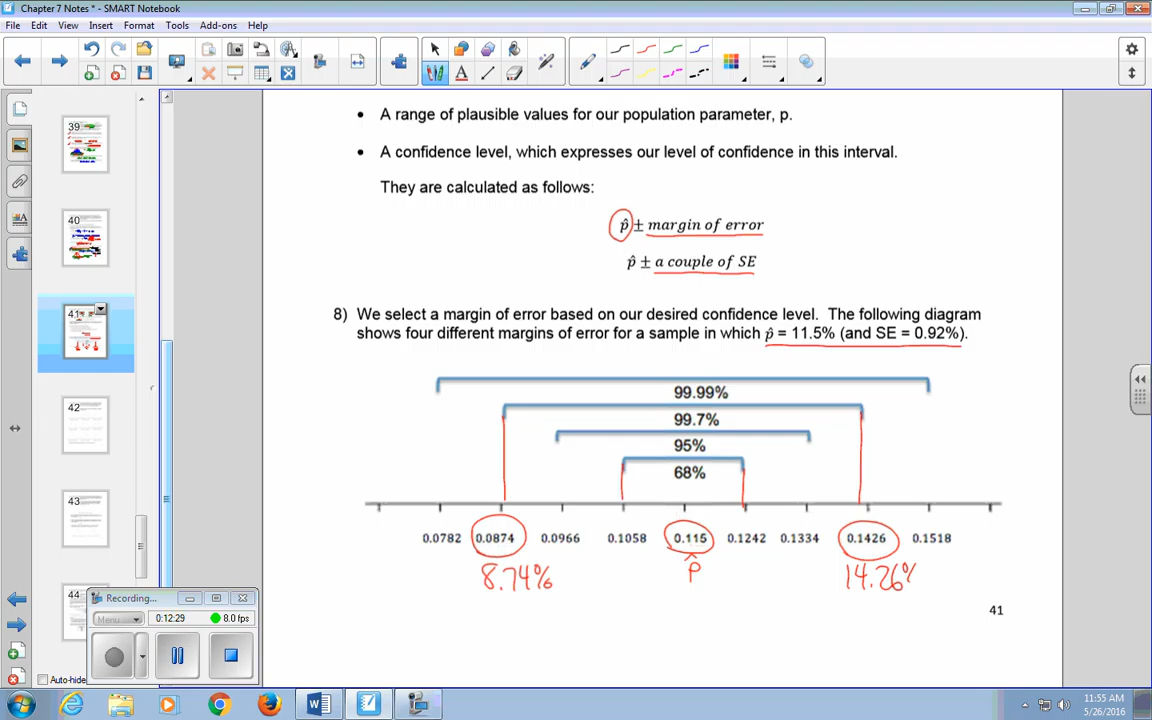 Chapter 7 Notes * - SMART Notebook
File Edit View Insert Format Tools Add-ons Help
39
40
41
42
43
44
• A range of plausible values for our population parameter, p.
• A confidence level, which expresses our level of confidence in this interval.
They are calculated as follows:
p̂ ± margin of error
p̂ ± a couple of SE
8) We select a margin of error based on our desired confidence level. The following diagram
shows four different margins of error for a sample in which p̂ = 11.5% (and SE = 0.92%).
99.99%
99.7%
95%
68%
0.0782 0.0874 0.0966 0.1058 0.115 0.1242 0.1334 0.1426 0.1518
8.74% p̂ 14.26%
41
Recording...
Menu 0:12:29 8.0 fps
Auto-hide
11:55 AM
5/26/2016